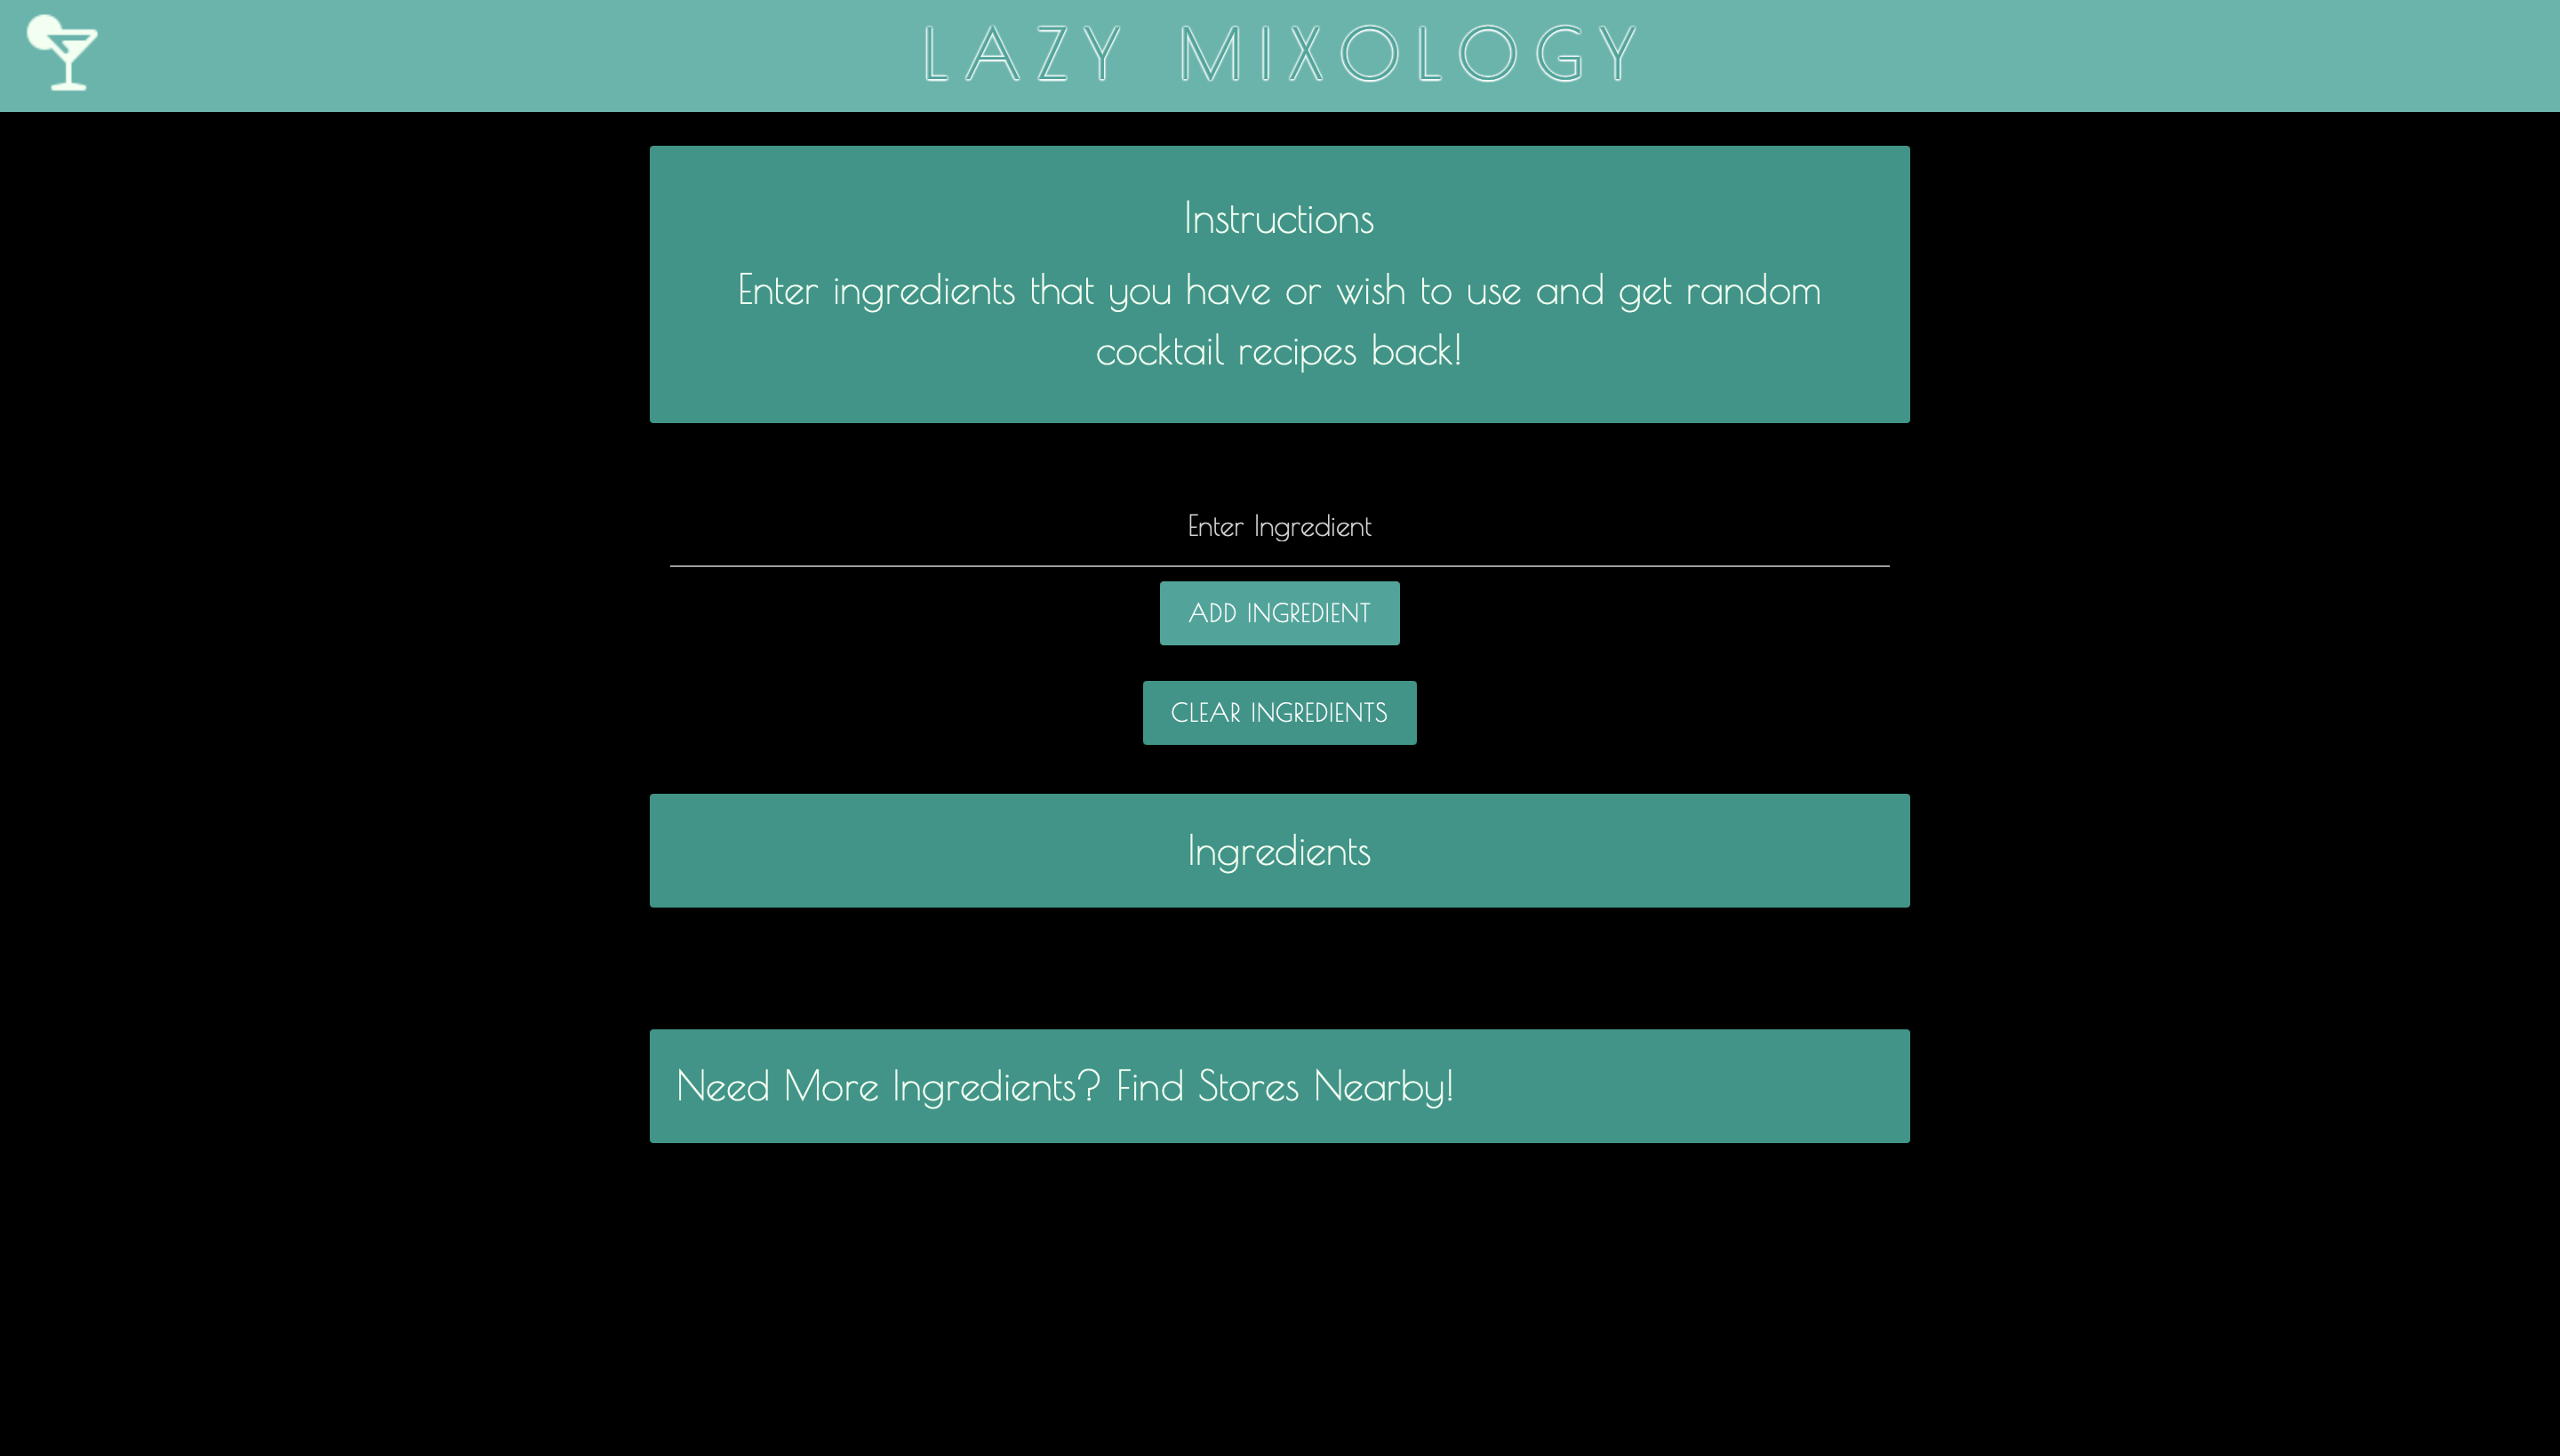 LAZY MIXOLOGY
Instructions
Enter ingredients that you have or wish to use and get random
cocktail recipes back!
Enter Ingredient
ADD INGREDIENT
CLEAR INGREDIENTS
Ingredients
Need More Ingredients? Find Stores Nearby!